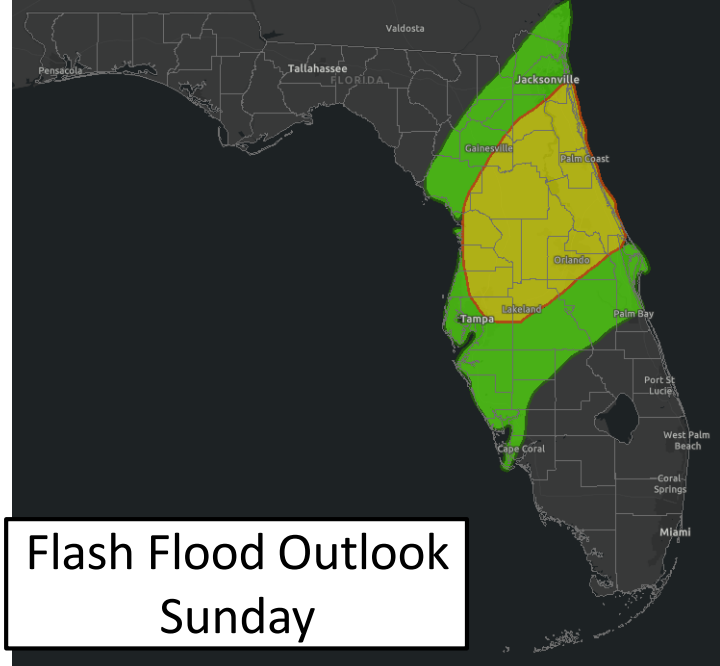 Valdosta
Pensacola
Tallahassee
FLORIDA
Jacksonville
Gainesville
Palm Coast
Orlando
Lakeland
Tampa
Palm Bay
Port St
Lucie
Cape Coral
West Palm
Beach
Coral
Springs
Miami
Flash Flood Outlook
Sunday